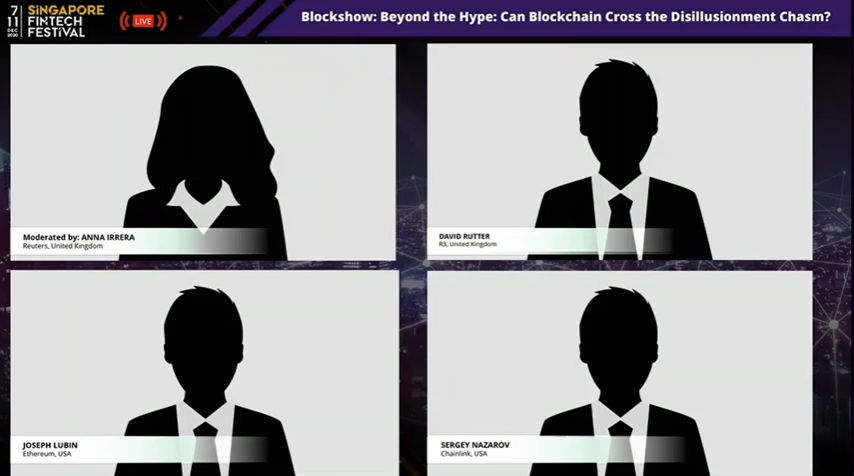 7
11
DEC
2020
SiNGAPORE
FiNTECH
FESTiVAL
LIVE
Blockshow: Beyond the Hype: Can Blockchain Cross the Disillusionment Chasm?
Moderated by: ANNA IRRERA
Reuters, United Kingdom
DAVID RUTTER
R3, United Kingdom
JOSEPH LUBIN
Ethereum, USA
SERGEY NAZAROV
Chainlink, USA